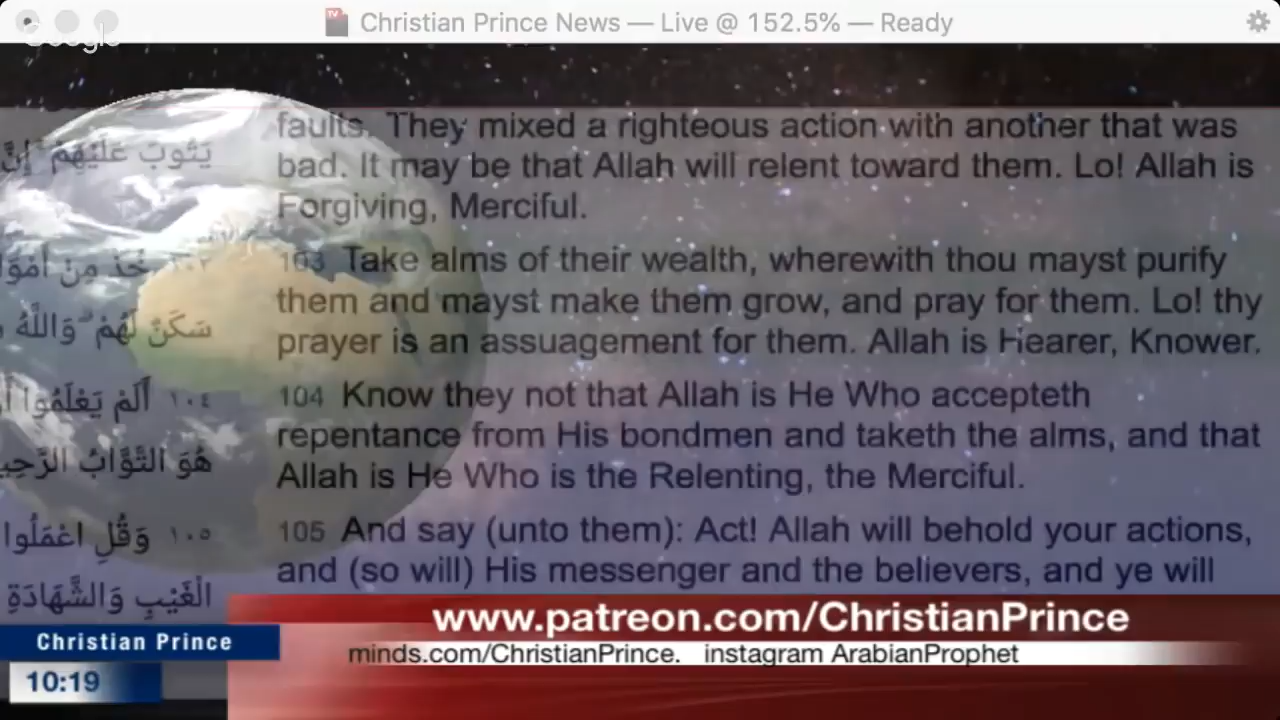 Christian Prince News — Live @ 152.5% — Ready
Google
faults. They mixed a righteous action with another that was
bad. It may be that Allah will relent toward them. Lo! Allah is
Forgiving, Merciful.
يَتُوبَ عَلَيْهِمْ إِنَّ
103 Take alms of their wealth, wherewith thou mayst purify
them and mayst make them grow, and pray for them. Lo! thy
prayer is an assuagement for them. Allah is Hearer, Knower.
١٠٣ خُذْ مِنْ
سَكَنٌ لَهُمْ وَاللَّهُ
104 Know they not that Allah is He Who accepteth
repentance from His bondmen and taketh the alms, and that
Allah is He Who is the Relenting, the Merciful.
١٠٤ أَلَمْ يَعْلَمُوا
هُوَ التَّوَّابُ
105 And say (unto them): Act! Allah will behold your actions,
and (so will) His messenger and the believers, and ye will
١٠٥ وَقُلِ اعْمَلُوا
الْغَيْبِ وَالشَّهَادَةِ
www.patreon.com/ChristianPrince
Christian Prince
minds.com/ChristianPrince. instagram ArabianProphet
10:19